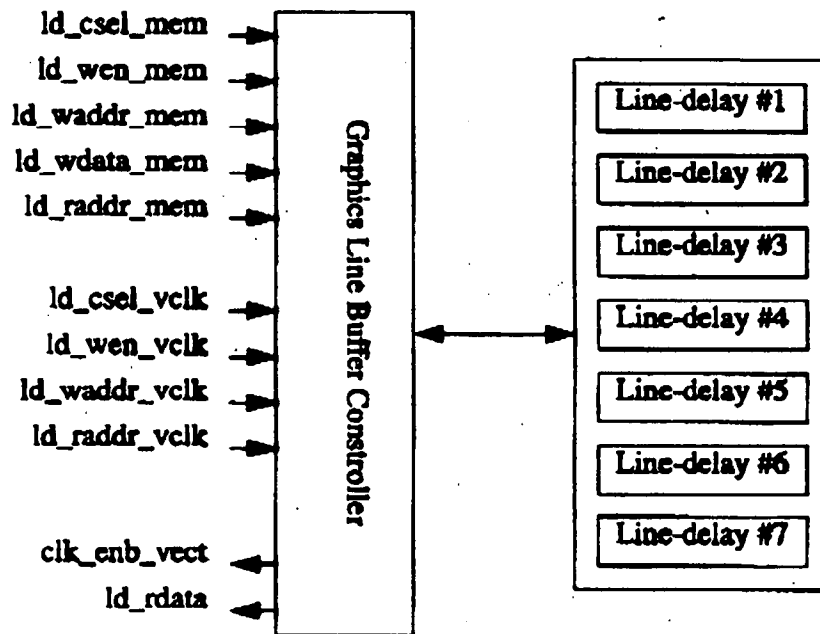 ld_csel_mem
ld_wen_mem
ld_waddr_mem
ld_wdata_mem
ld_raddr_mem
ld_csel_vclk
ld_wen_vclk
ld_waddr_vclk
ld_raddr_vclk
clk_enb_vect
ld_rdata
Graphics Line Buffer Constroller
Line-delay #1
Line-delay #2
Line-delay #3
Line-delay #4
Line-delay #5
Line-delay #6
Line-delay #7